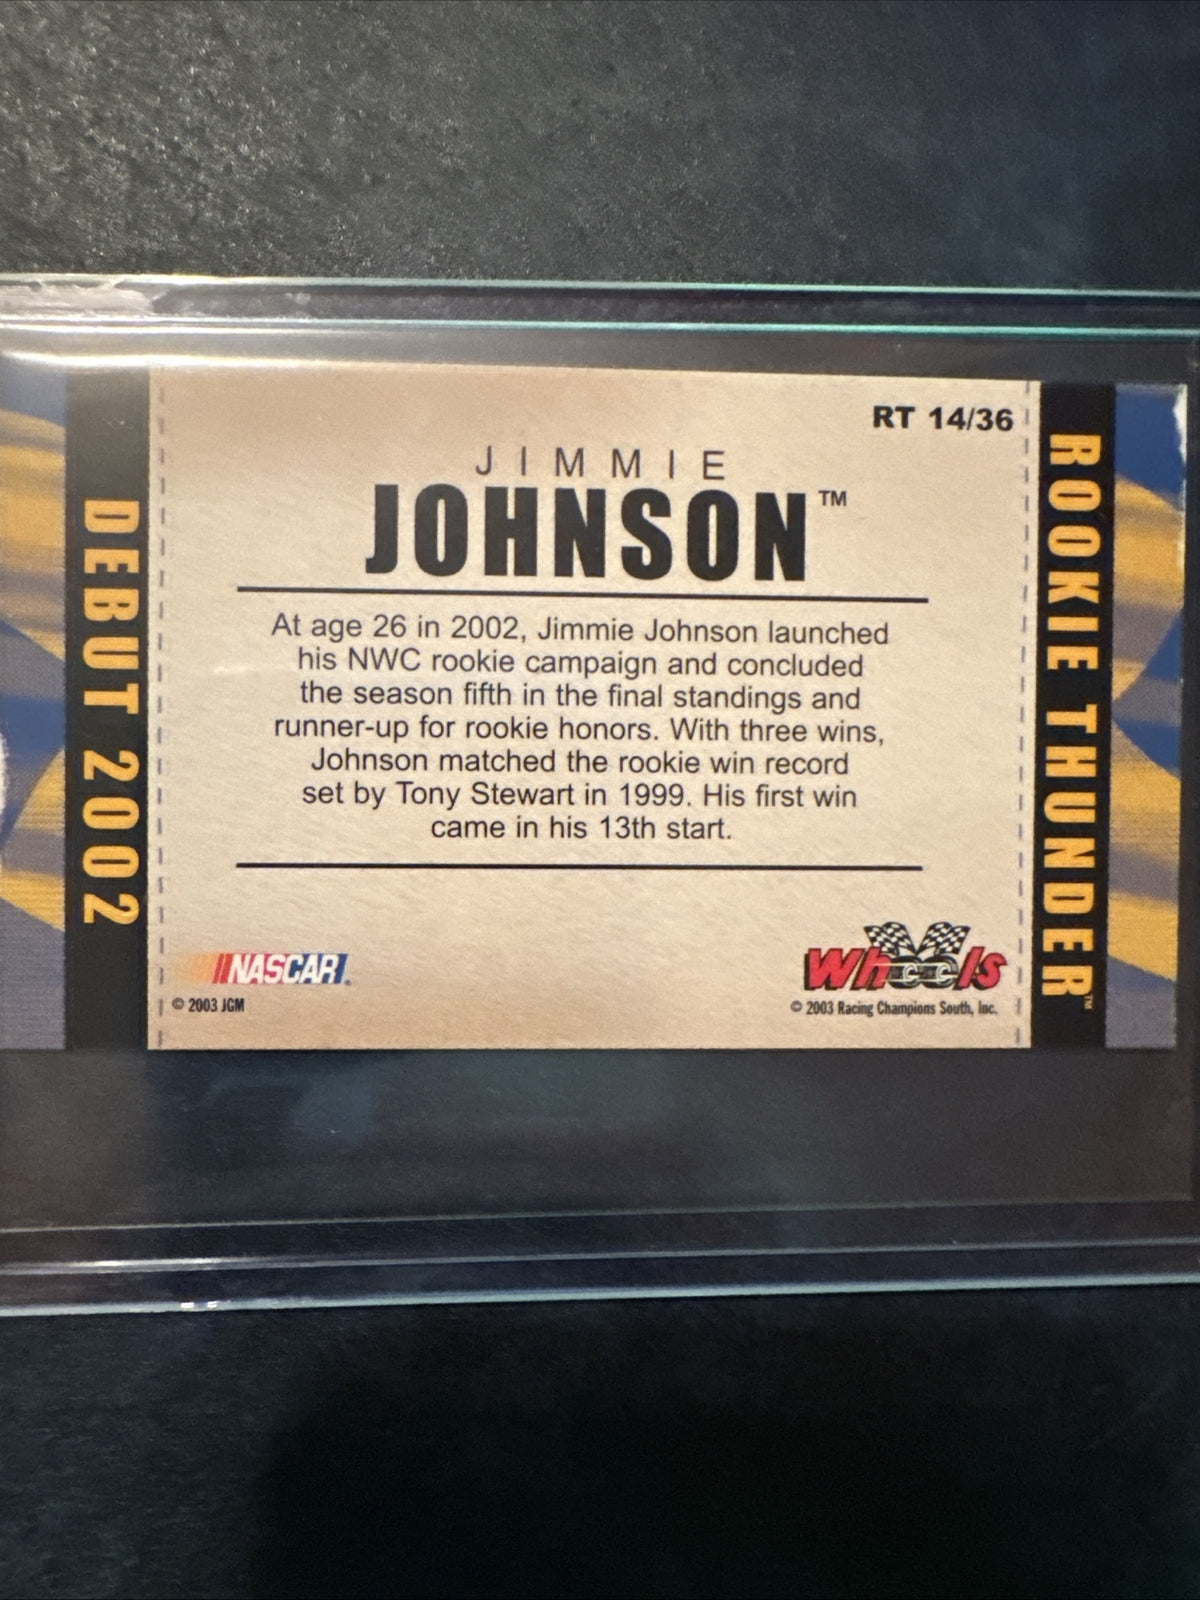 RT 14/36
JIMMIE
JOHNSON™
At age 26 in 2002, Jimmie Johnson launched
his NWC rookie campaign and concluded
the season fifth in the final standings and
runner-up for rookie honors. With three wins,
Johnson matched the rookie win record
set by Tony Stewart in 1999. His first win
came in his 13th start.
NASCAR.
© 2003 JGM
Wheels
© 2003 Racing Champions South, Inc.
DEBUT 2002
ROOKIE THUNDER™